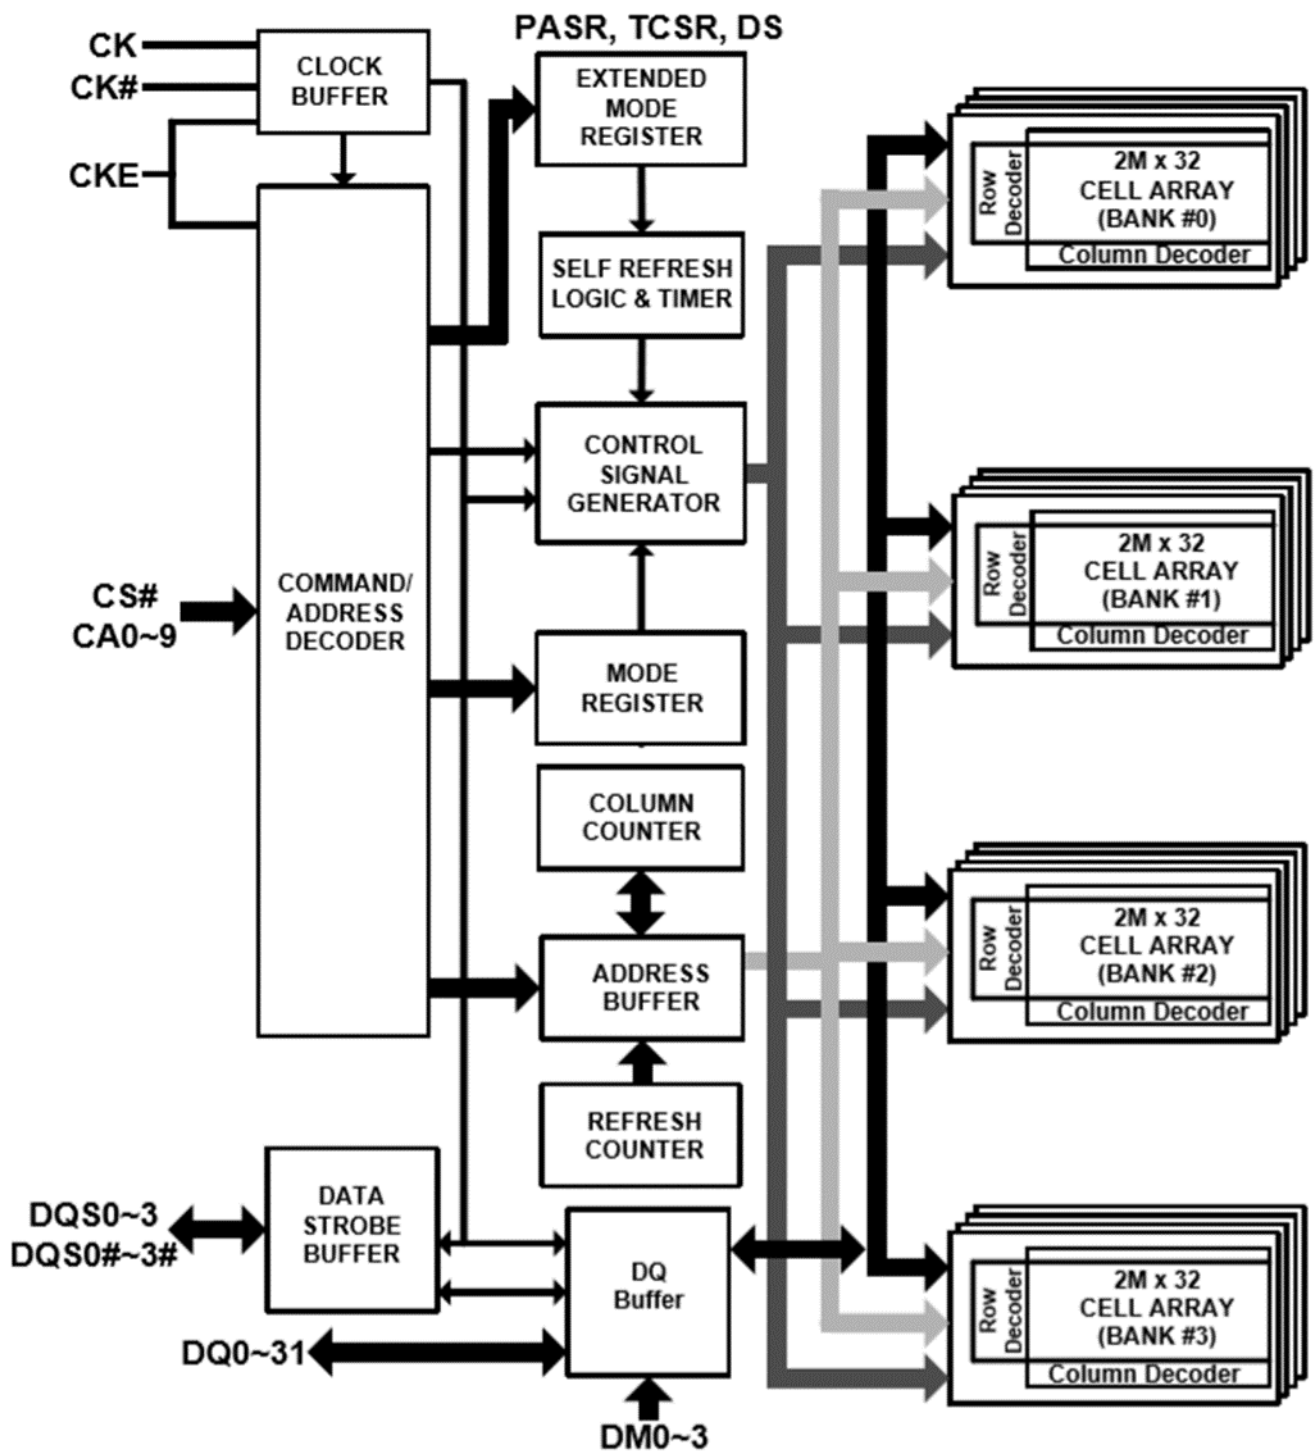 PASR, TCSR, DS
CK
CK#
CKE
CLOCK
BUFFER
EXTENDED
MODE
REGISTER
SELF REFRESH
LOGIC & TIMER
CONTROL
SIGNAL
GENERATOR
CS#
CA0~9
COMMAND/
ADDRESS
DECODER
MODE
REGISTER
COLUMN
COUNTER
ADDRESS
BUFFER
REFRESH
COUNTER
DQS0~3
DQS0#~3#
DATA
STROBE
BUFFER
DQ
Buffer
DQ0~31
DM0~3
Row
Decoder
2M x 32
CELL ARRAY
(BANK #0)
Column Decoder
Row
Decoder
2M x 32
CELL ARRAY
(BANK #1)
Column Decoder
Row
Decoder
2M x 32
CELL ARRAY
(BANK #2)
Column Decoder
Row
Decoder
2M x 32
CELL ARRAY
(BANK #3)
Column Decoder